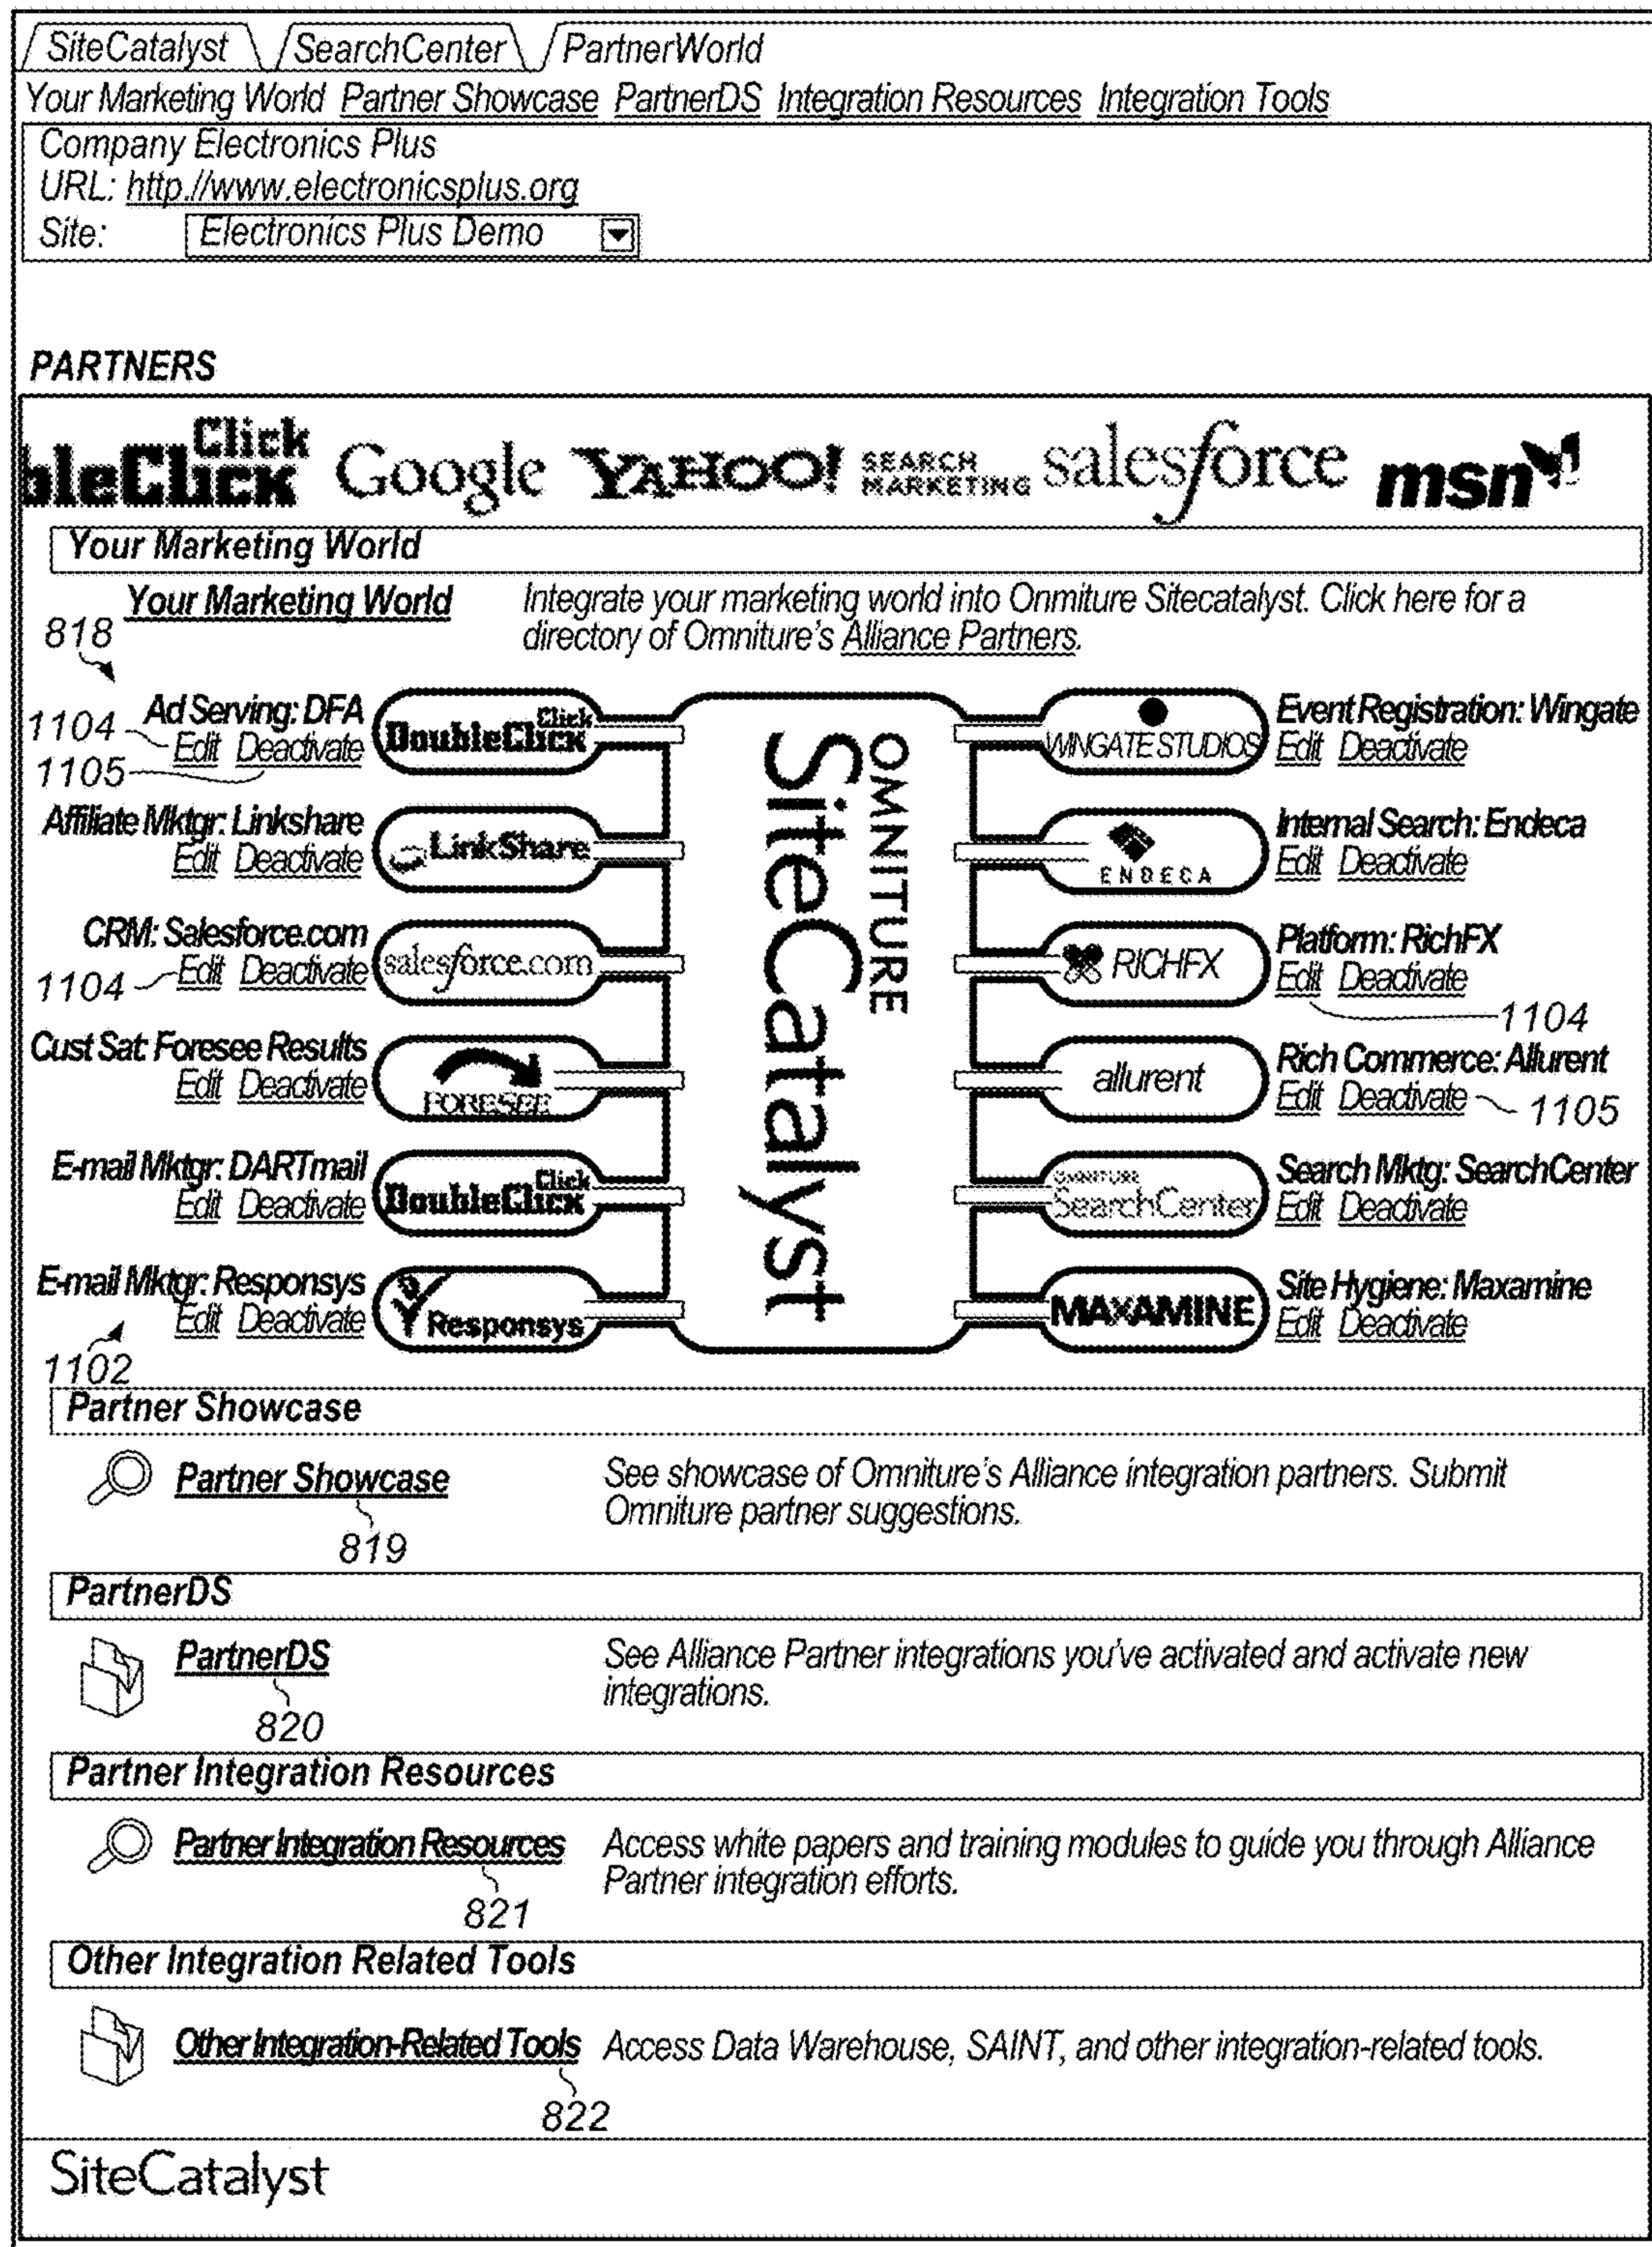 SiteCatalyst SearchCenter PartnerWorld
Your Marketing World Partner Showcase PartnerDS Integration Resources Integration Tools
Company Electronics Plus
URL: http.//www.electronicsplus.org
Site: Electronics Plus Demo
PARTNERS
Click
bleClick Google YAHOO! SEARCH MARKETING salesforce msn
Your Marketing World
Your Marketing World Integrate your marketing world into Onmiture Sitecatalyst. Click here for a
directory of Omniture's Alliance Partners.
818
Ad Serving: DFA
1104 Edit Deactivate
1105
DoubleClick Click
Affiliate Mktgr: Linkshare
Edit Deactivate
LinkShare
CRM: Salesforce.com
1104 Edit Deactivate
salesforce.com
Cust Sat: Foresee Results
Edit Deactivate
FORESEE
E-mail Mktgr: DARTmail
Edit Deactivate
DoubleClick Click
E-mail Mktgr: Responsys
Edit Deactivate
Responsys
1102
OMNITURE
SiteCatalyst
WINGATE STUDIOS
Event Registration: Wingate
Edit Deactivate
ENDECA
Internal Search: Endeca
Edit Deactivate
RICHFX
Platform: RichFX
Edit Deactivate
1104
allurent
Rich Commerce: Allurent
Edit Deactivate 1105
OMNITURE
SearchCenter
Search Mktg: SearchCenter
Edit Deactivate
MAXAMINE
Site Hygiene: Maxamine
Edit Deactivate
Partner Showcase
Partner Showcase See showcase of Omniture's Alliance integration partners. Submit
Omniture partner suggestions.
819
PartnerDS
PartnerDS See Alliance Partner integrations you've activated and activate new
integrations.
820
Partner Integration Resources
Partner Integration Resources Access white papers and training modules to guide you through Alliance
Partner integration efforts.
821
Other Integration Related Tools
Other Integration-Related Tools Access Data Warehouse, SAINT, and other integration-related tools.
822
SiteCatalyst